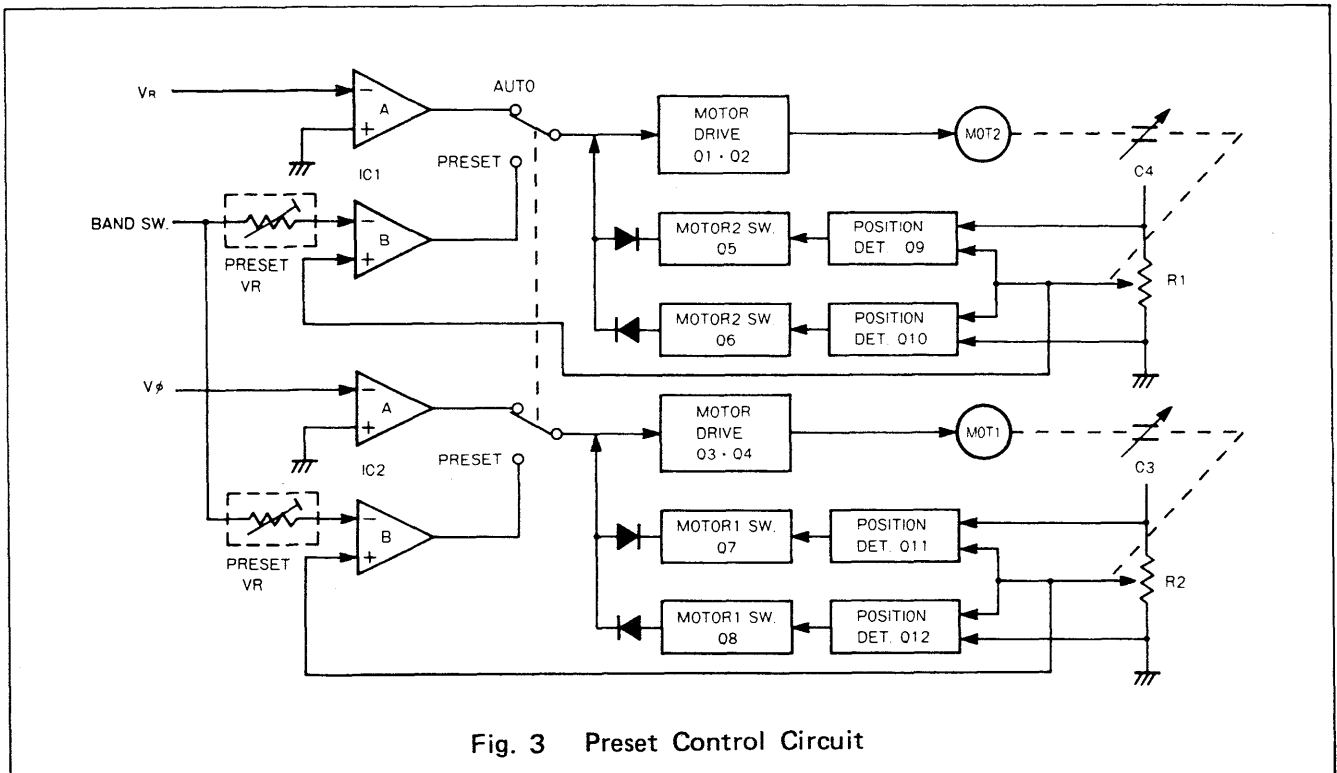 VR
−
A
+
AUTO
IC1
PRESET
BAND SW.
PRESET
VR
−
B
+
MOTOR
DRIVE
Q1 · Q2
MOT2
C4
MOTOR2 SW.
Q5
POSITION
DET. Q9
R1
MOTOR2 SW.
Q6
POSITION
DET. Q10
Vφ
−
A
+
IC2
PRESET
PRESET
VR
−
B
+
MOTOR
DRIVE
Q3 · Q4
MOT1
C3
MOTOR1 SW.
Q7
POSITION
DET. Q11
R2
MOTOR1 SW.
Q8
POSITION
DET. Q12
Fig. 3 Preset Control Circuit